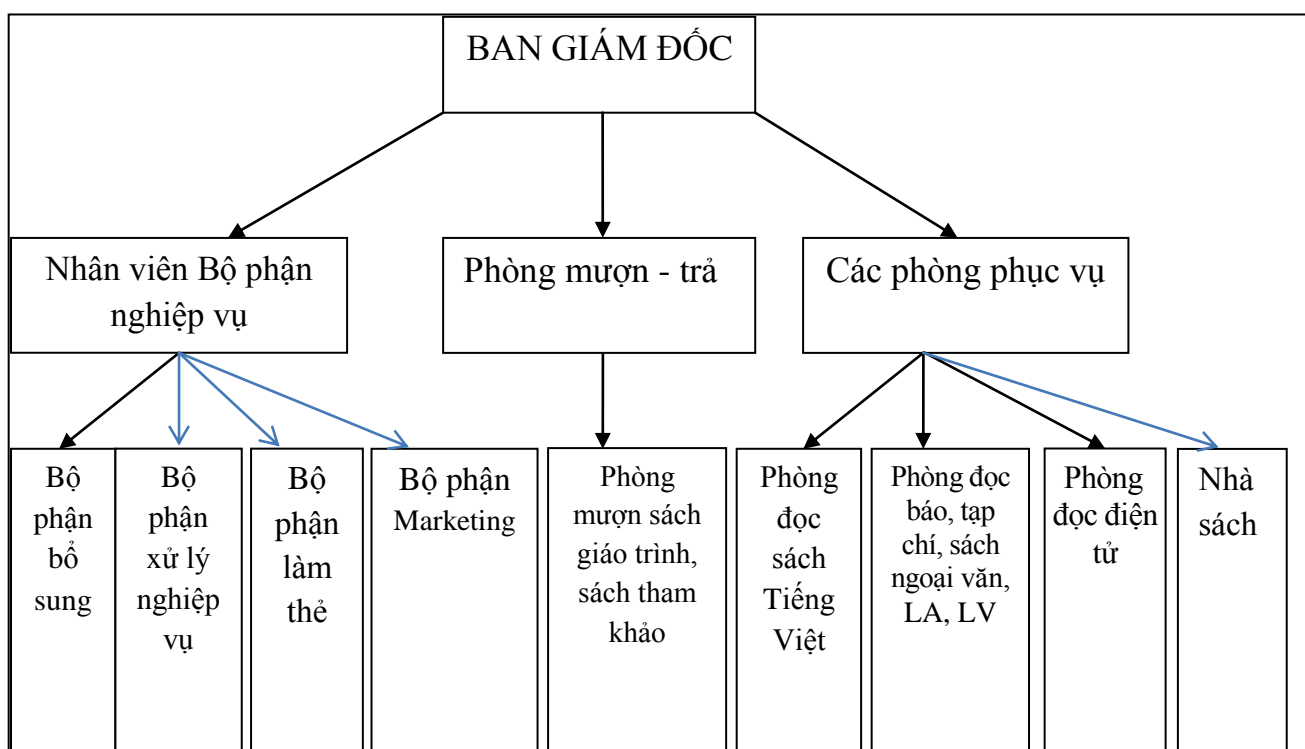 BAN GIÁM ĐỐC
Nhân viên Bộ phận
nghiệp vụ
Phòng mượn - trả
Các phòng phục vụ
Bộ
phận
bổ
sung
Bộ
phận
xử lý
nghiệp
vụ
Bộ
phận
làm
thẻ
Bộ phận
Marketing
Phòng
mượn sách
giáo trình,
sách tham
khảo
Phòng
đọc
sách
Tiếng
Việt
Phòng đọc
báo, tạp
chí, sách
ngoại văn,
LA, LV
Phòng
đọc điện
tử
Nhà
sách